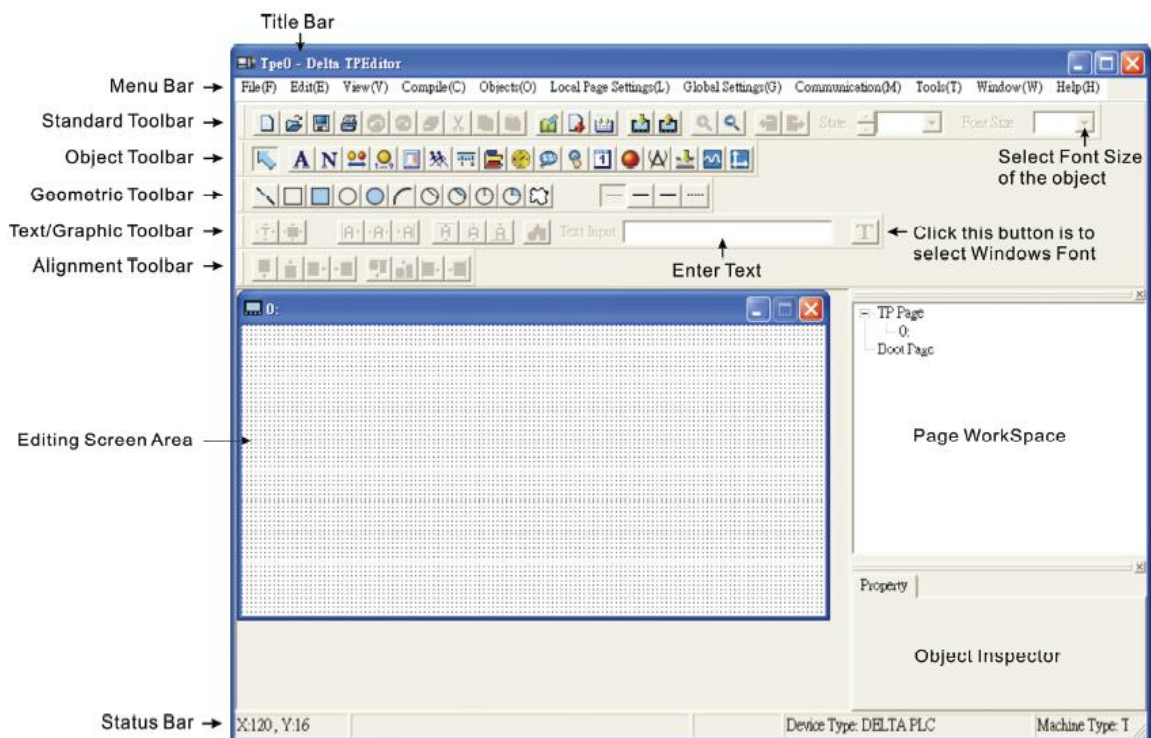 Title Bar
Tpe0 - Delta TPEditor
Menu Bar
File(F) Edit(E) View(V) Compile(C) Objects(O) Local Page Settings(L) Global Settings(G) Communication(M) Tools(T) Window(W) Help(H)
Standard Toolbar
State
Font Size
Object Toolbar
Select Font Size
of the object
Geometric Toolbar
Text/Graphic Toolbar
Text Input
T
Click this button is to
select Windows Font
Enter Text
Alignment Toolbar
0:
TP Page
0:
Boot Page
Editing Screen Area
Page WorkSpace
Property
Object Inspector
Status Bar
X:120, Y:16
Device Type: DELTA PLC
Machine Type: T